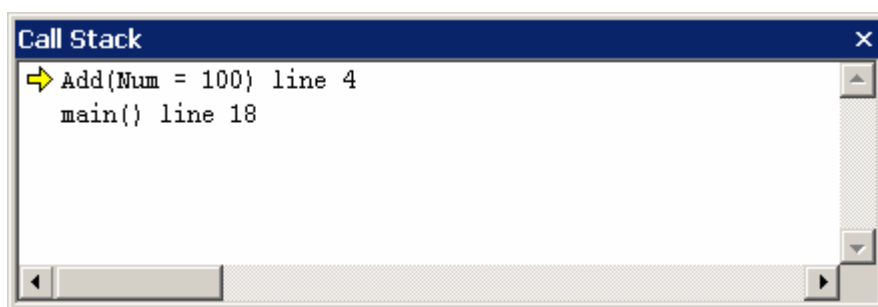 Call Stack
Add(Num = 100) line 4
main() line 18